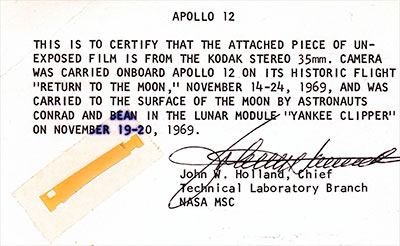 APOLLO 12
THIS IS TO CERTIFY THAT THE ATTACHED PIECE OF UN-
EXPOSED FILM IS FROM THE KODAK STEREO 35mm. CAMERA
WAS CARRIED ONBOARD APOLLO 12 ON ITS HISTORIC FLIGHT
"RETURN TO THE MOON," NOVEMBER 14-24, 1969, AND WAS
CARRIED TO THE SURFACE OF THE MOON BY ASTRONAUTS
CONRAD AND BEAN IN THE LUNAR MODULE "YANKEE CLIPPER"
ON NOVEMBER 19-20, 1969.
John W. Holland, Chief
Technical Laboratory Branch
NASA MSC